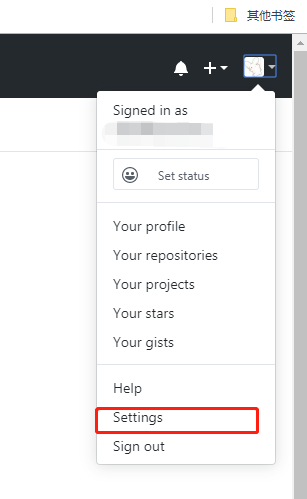 其他书签
Signed in as
Set status
Your profile
Your repositories
Your projects
Your stars
Your gists
Help
Settings
Sign out